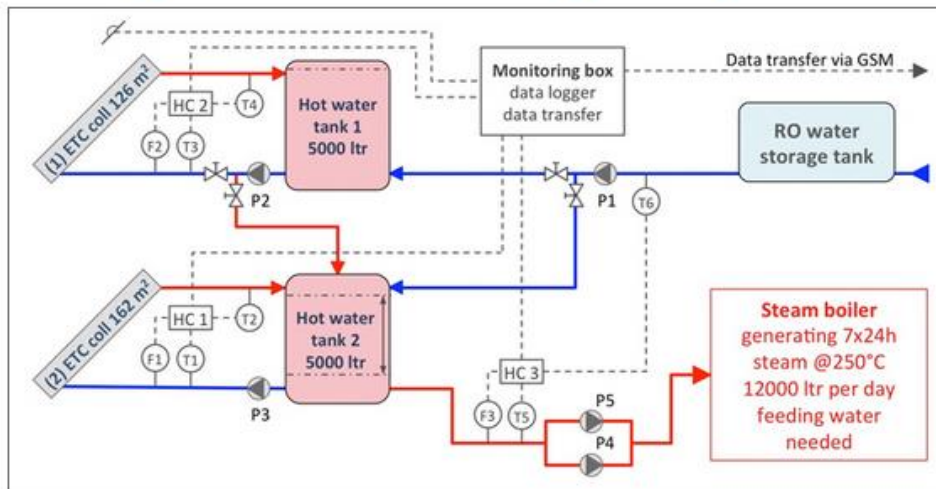 Monitoring box
data logger
data transfer
Data transfer via GSM
(1) ETC coll 126 m²
HC 2
T4
F2
T3
Hot water
tank 1
5000 ltr
P2
P1
T6
RO water
storage tank
(2) ETC coll 162 m²
HC 1
T2
F1
T1
Hot water
tank 2
5000 ltr
P3
HC 3
F3
T5
P5
P4
Steam boiler
generating 7x24h
steam @250°C
12000 ltr per day
feeding water
needed